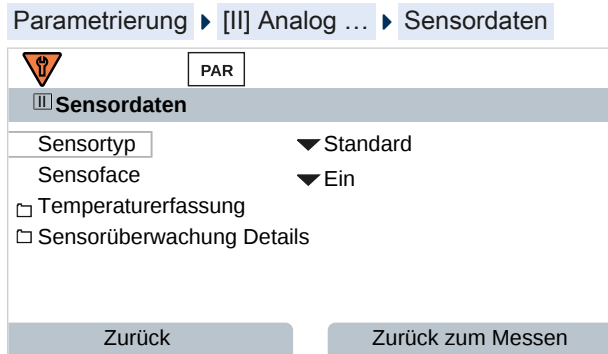 Parametrierung ▸ [II] Analog … ▸ Sensordaten
PAR
II Sensordaten
Sensortyp Standard
Sensoface Ein
Temperaturerfassung
Sensorüberwachung Details
Zurück Zurück zum Messen